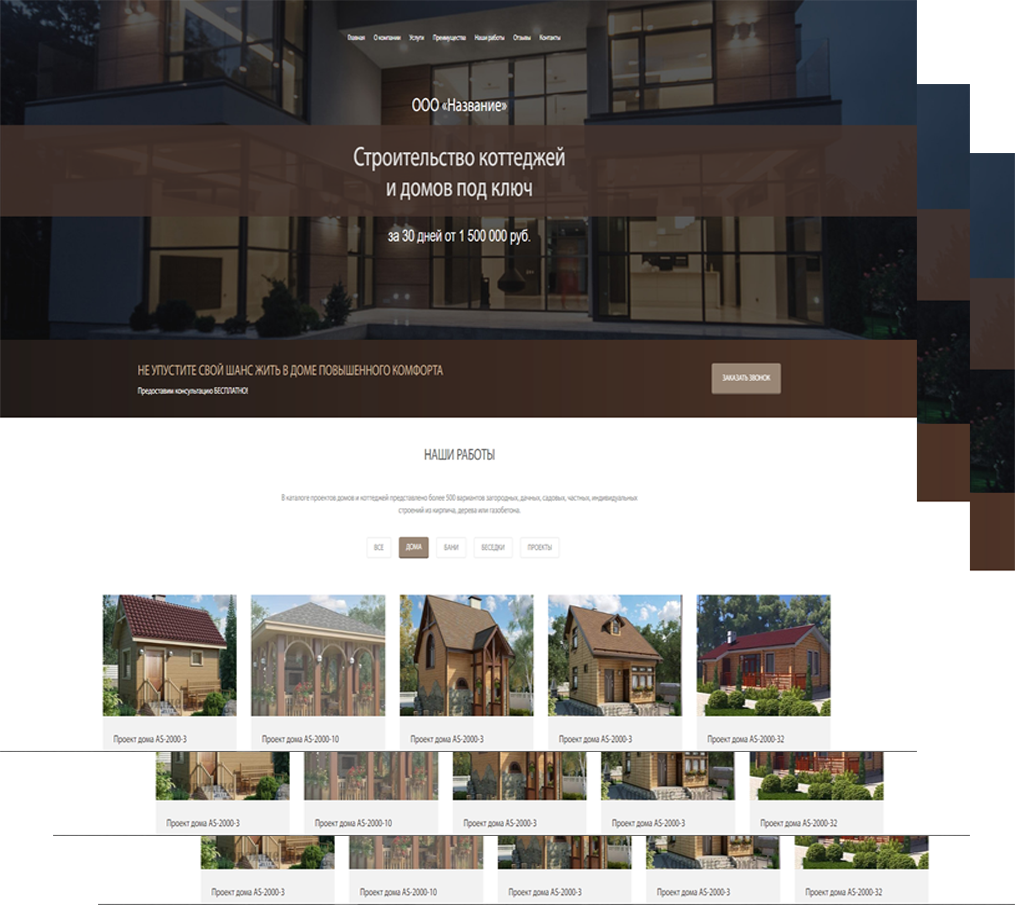 Главная О компании Услуги Преимущества Наши работы Отзывы Контакты
ООО «Название»
Строительство коттеджей
и домов под ключ
за 30 дней от 1 500 000 руб.
НЕ УПУСТИТЕ СВОЙ ШАНС ЖИТЬ В ДОМЕ ПОВЫШЕННОГО КОМФОРТА
Предоставим консультацию БЕСПЛАТНО!
ЗАКАЗАТЬ ЗВОНОК
НАШИ РАБОТЫ
В каталоге проектов домов и коттеджей представлено более 500 вариантов загородных, дачных, садовых, частных, индивидуальных
строений из кирпича, дерева или газобетона.
ВСЕ ДОМА БАНИ БЕСЕДКИ ПРОЕКТЫ
Проект дома AS-2000-3 Проект дома AS-2000-10 Проект дома AS-2000-3 Проект дома AS-2000-3 Проект дома AS-2000-32
Проект дома AS-2000-3 Проект дома AS-2000-10 Проект дома AS-2000-3 Проект дома AS-2000-3 Проект дома AS-2000-32
Проект дома AS-2000-3 Проект дома AS-2000-10 Проект дома AS-2000-3 Проект дома AS-2000-3 Проект дома AS-2000-32